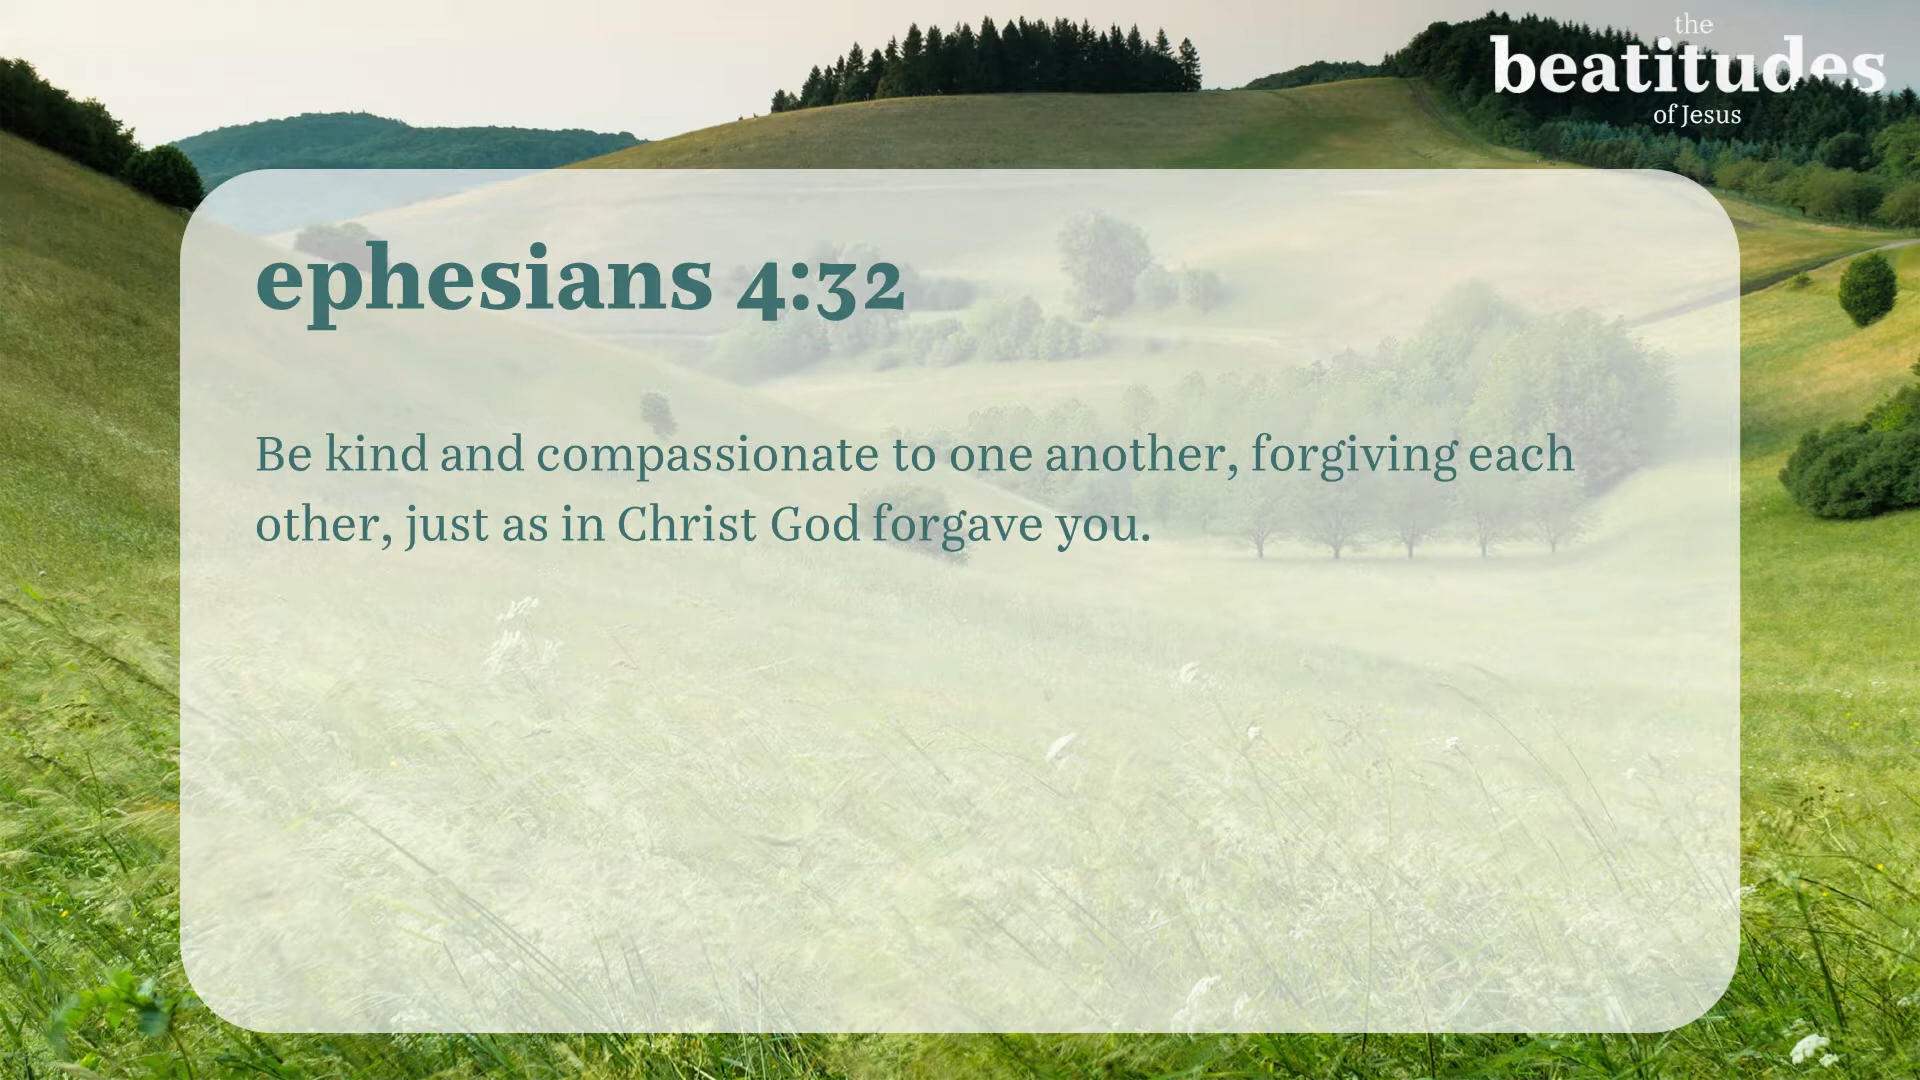 the
beatitudes
of Jesus
ephesians 4:32
Be kind and compassionate to one another, forgiving each
other, just as in Christ God forgave you.